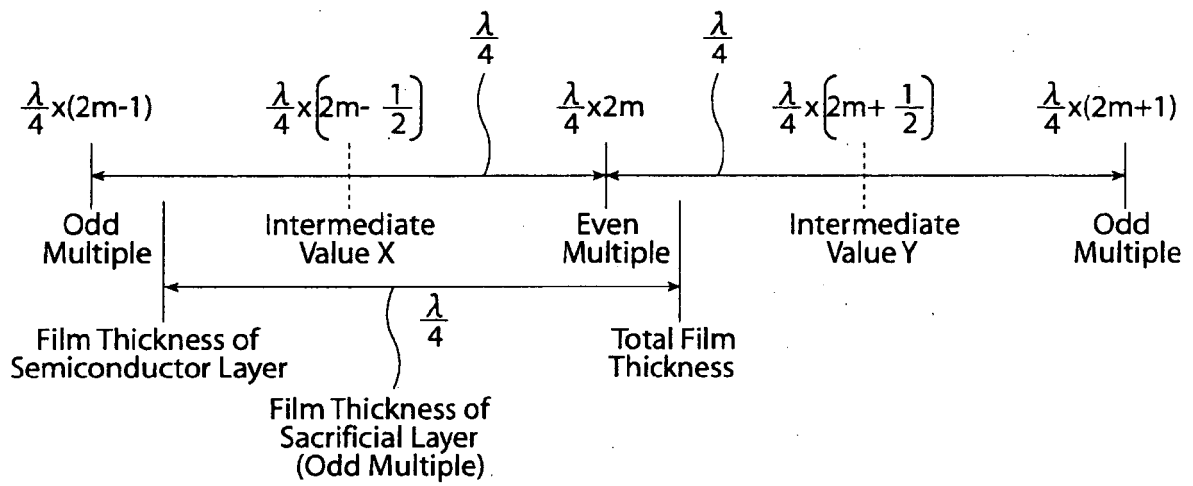 λ/4
λ/4
λ/4 x(2m-1)
λ/4 x(2m- 1/2)
λ/4 x2m
λ/4 x(2m+ 1/2)
λ/4 x(2m+1)
Odd
Multiple
Intermediate
Value X
Even
Multiple
Intermediate
Value Y
Odd
Multiple
Film Thickness of
Semiconductor Layer
λ/4
Total Film
Thickness
Film Thickness of
Sacrificial Layer
(Odd Multiple)